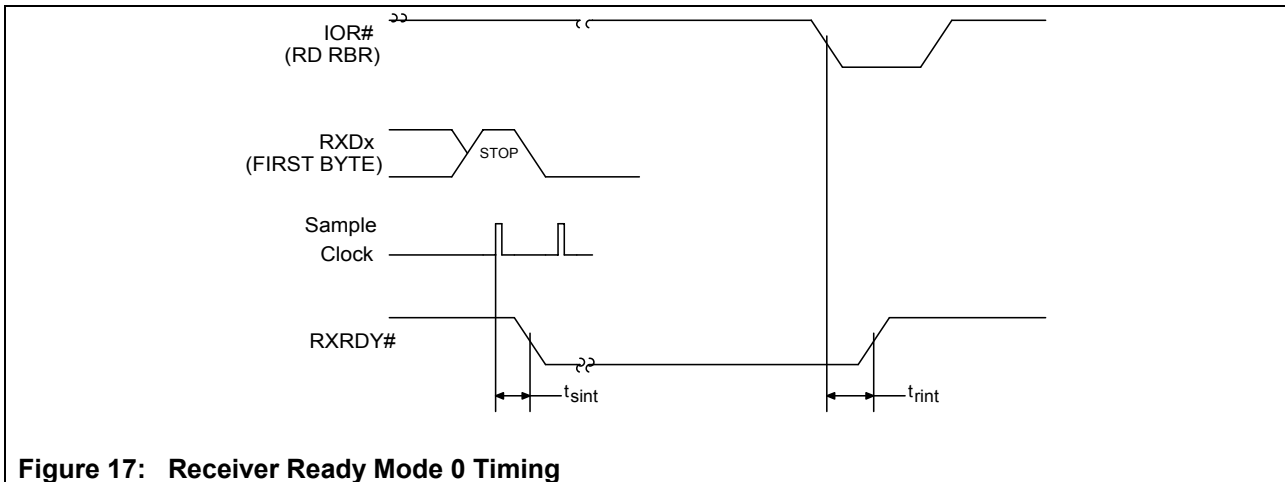 IOR#
(RD RBR)
RXDx
(FIRST BYTE)
STOP
Sample
Clock
RXRDY#
tsint
trint
Figure 17: Receiver Ready Mode 0 Timing